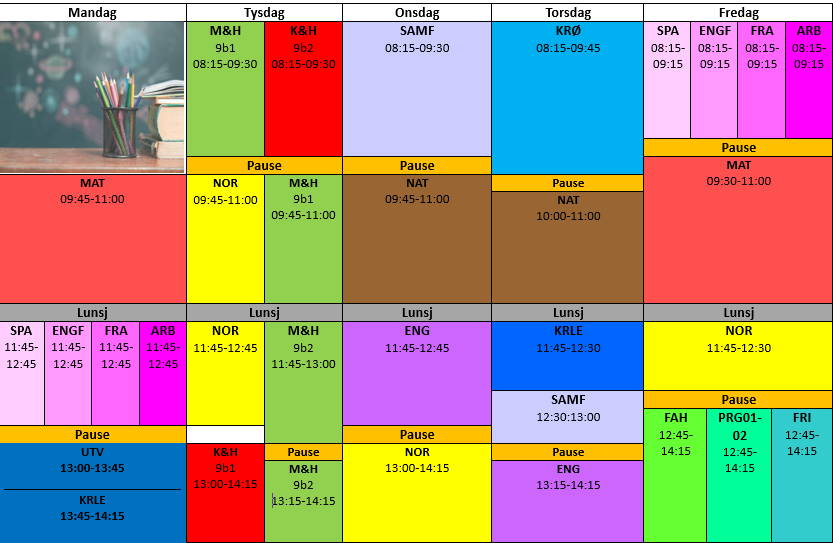 Mandag
Tysdag
Onsdag
Torsdag
Fredag
M&H
9b1
08:15-09:30
K&H
9b2
08:15-09:30
SAMF
08:15-09:30
KRØ
08:15-09:45
SPA
08:15-
09:15
ENGF
08:15-
09:15
FRA
08:15-
09:15
ARB
08:15-
09:15
Pause
Pause
Pause
MAT
09:45-11:00
NOR
09:45-11:00
M&H
9b1
09:45-11:00
NAT
09:45-11:00
Pause
NAT
10:00-11:00
MAT
09:30-11:00
Lunsj
Lunsj
Lunsj
Lunsj
SPA
11:45-
12:45
ENGF
11:45-
12:45
FRA
11:45-
12:45
ARB
11:45-
12:45
NOR
11:45-12:45
M&H
9b2
11:45-13:00
ENG
11:45-12:45
KRLE
11:45-12:30
NOR
11:45-12:30
SAMF
12:30-13:00
Pause
Pause
Pause
UTV
13:00-13:45
KRLE
13:45-14:15
K&H
9b1
13:00-14:15
Pause
M&H
9b2
13:15-14:15
NOR
13:00-14:15
Pause
ENG
13:15-14:15
FAH
12:45-
14:15
PRG01-
02
12:45-
14:15
FRI
12:45-
14:15
Lunsj